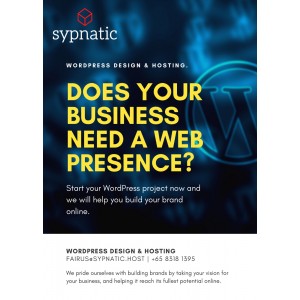 sypnatic
WORDPRESS DESIGN & HOSTING.
DOES YOUR
BUSINESS
NEED A WEB
PRESENCE?
Start your WordPress project now and
we will help you build your brand
online.
WORDPRESS DESIGN & HOSTING
FAIRUS@SYPNATIC.HOST | +65 8318 1395
We pride ourselves with building brands by taking your vision for
your business, and helping it reach its fullest potential online.